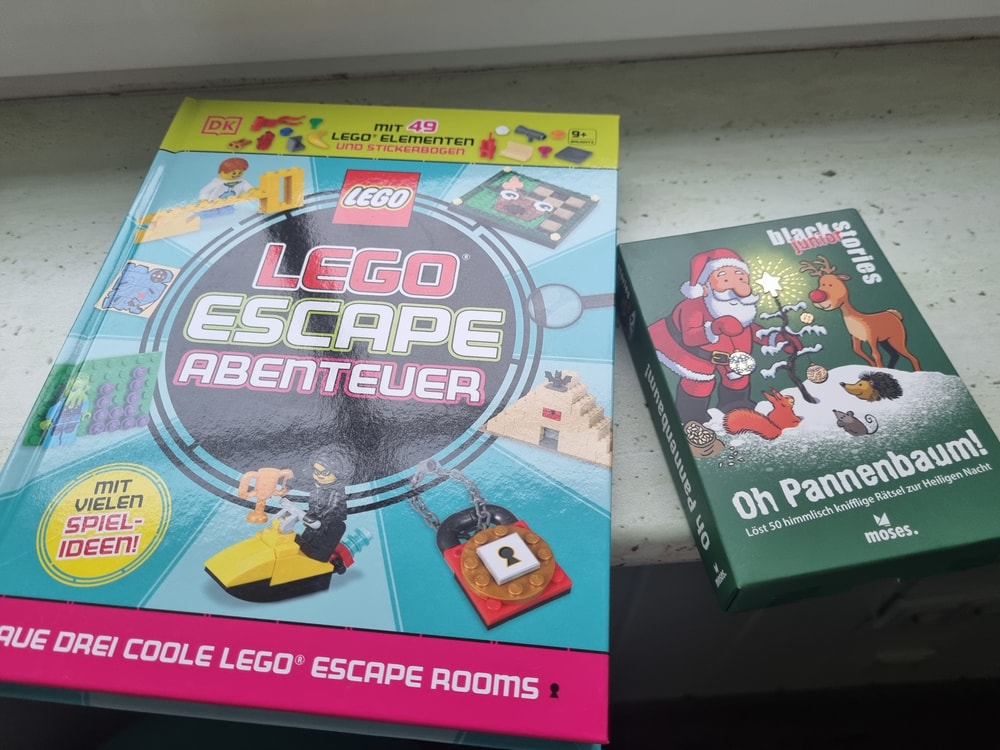 DK
MIT 49
LEGO® ELEMENTEN
UND STICKERBOGEN
9+
LEGO
LEGO®
ESCAPE
ABENTEUER
MIT
VIELEN
SPIEL-
IDEEN!
AUE DREI COOLE LEGO® ESCAPE ROOMS
black
stories
junior
Oh Pannenbaum!
Löst 50 himmlisch knifflige Rätsel zur Heiligen Nacht
moses.
Oh Pannenbaum!